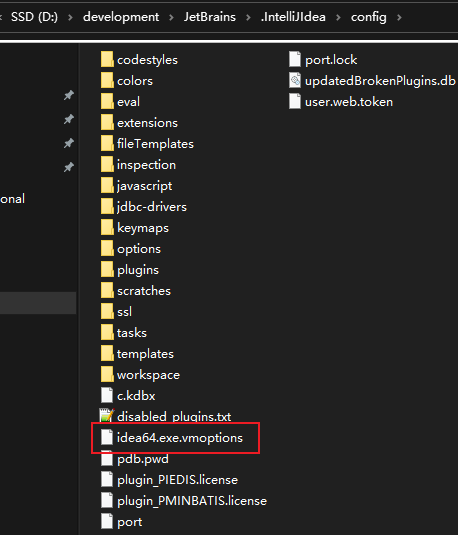 SSD (D:) > development > JetBrains > .IntelliJIdea > config >
codestyles
colors
eval
extensions
fileTemplates
inspection
javascript
jdbc-drivers
keymaps
options
plugins
scratches
ssl
tasks
templates
workspace
c.kdbx
disabled_plugins.txt
idea64.exe.vmoptions
pdb.pwd
plugin_PIEDIS.license
plugin_PMINBATIS.license
port
port.lock
updatedBrokenPlugins.db
user.web.token
onal